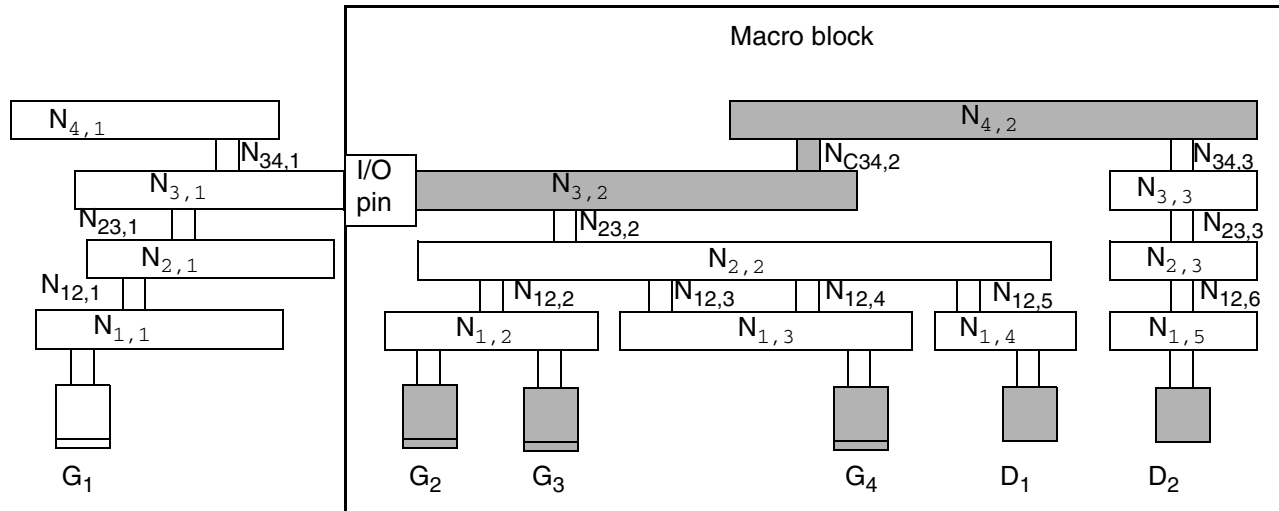 Macro block
N4,1
N4,2
N34,1
NC34,2
N34,3
I/O
pin
N3,1
N3,2
N3,3
N23,1
N23,2
N23,3
N2,1
N2,2
N2,3
N12,1
N12,2
N12,3
N12,4
N12,5
N12,6
N1,1
N1,2
N1,3
N1,4
N1,5
G1
G2
G3
G4
D1
D2